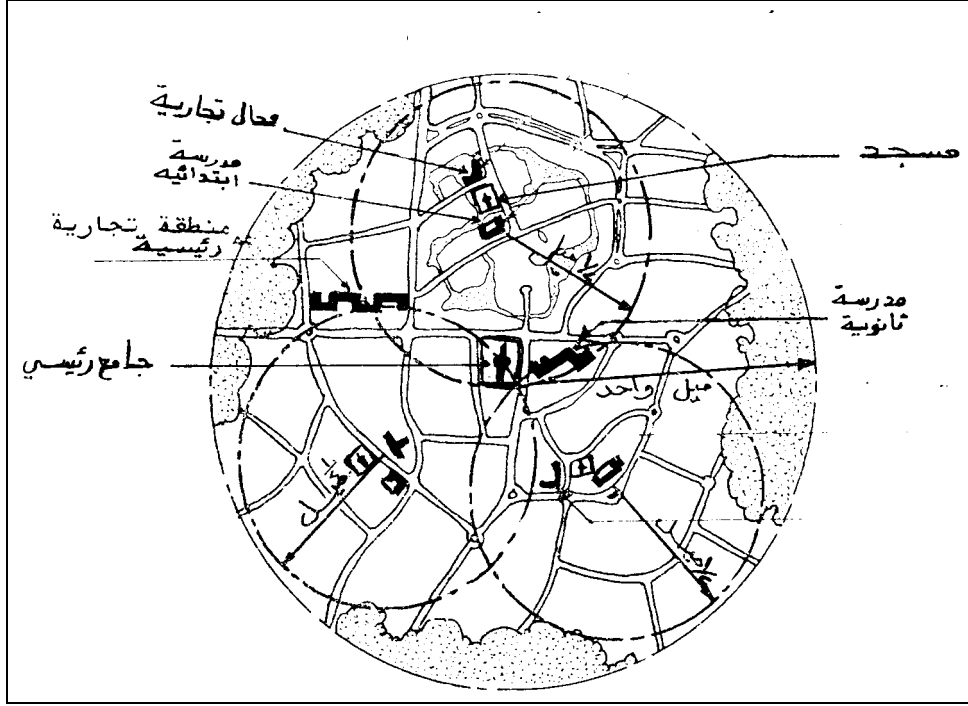 محال تجارية
مدرسة
ابتدائية
منطقة تجارية
رئيسية
جامع رئيسي
مسجد
مدرسة
ثانوية
ميل واحد